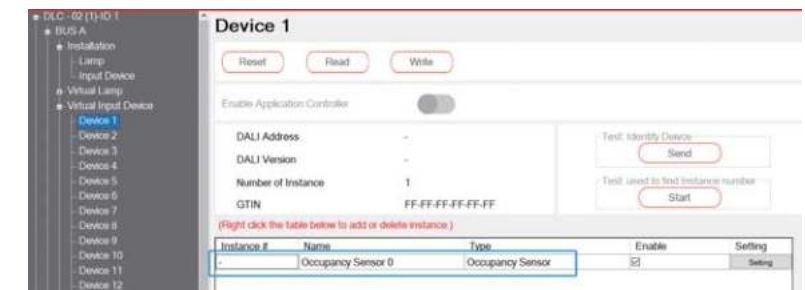 DLC - 02 (1)-ID 1
BUS A
Installation
Lamp
Input Device
Virtual Lamp
Virtual Input Device
Device 1
Device 2
Device 3
Device 4
Device 5
Device 6
Device 7
Device 8
Device 9
Device 10
Device 11
Device 12
Device 1
Reset Read Write
Enable Application Controller
DALI Address -
DALI Version -
Number of Instance 1
GTIN FF-FF-FF-FF-FF-FF
Test: Identify Device
Send
Test: used to find instance number
Start
(Right click the table below to add or delete instance.)
Instance # Name Type Enable Setting
- Occupancy Sensor 0 Occupancy Sensor Setting